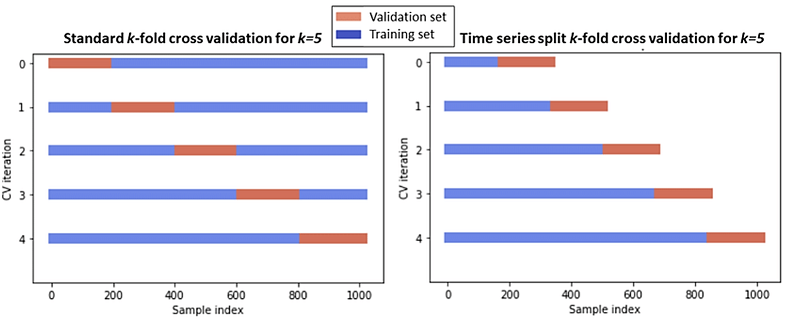 Validation set
Training set
Standard k-fold cross validation for k=5
Time series split k-fold cross validation for k=5
0
1
2
3
4
CV iteration
0
200
400
600
800
1000
Sample index
0
1
2
3
4
CV iteration
0
200
400
600
800
1000
Sample index